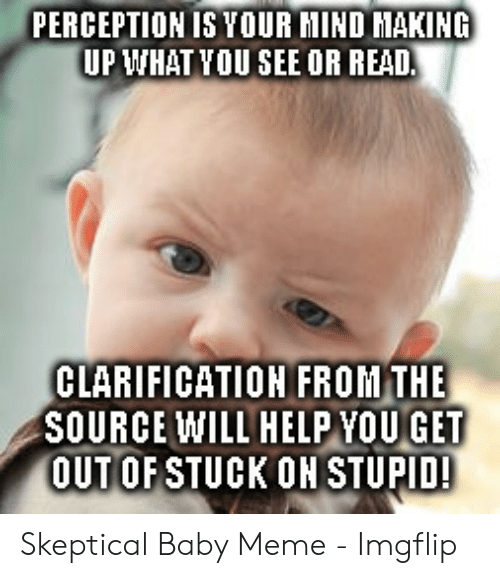 PERCEPTION IS YOUR MIND MAKING
UP WHAT YOU SEE OR READ.
CLARIFICATION FROM THE
SOURCE WILL HELP YOU GET
OUT OF STUCK ON STUPID!
Skeptical Baby Meme - Imgflip